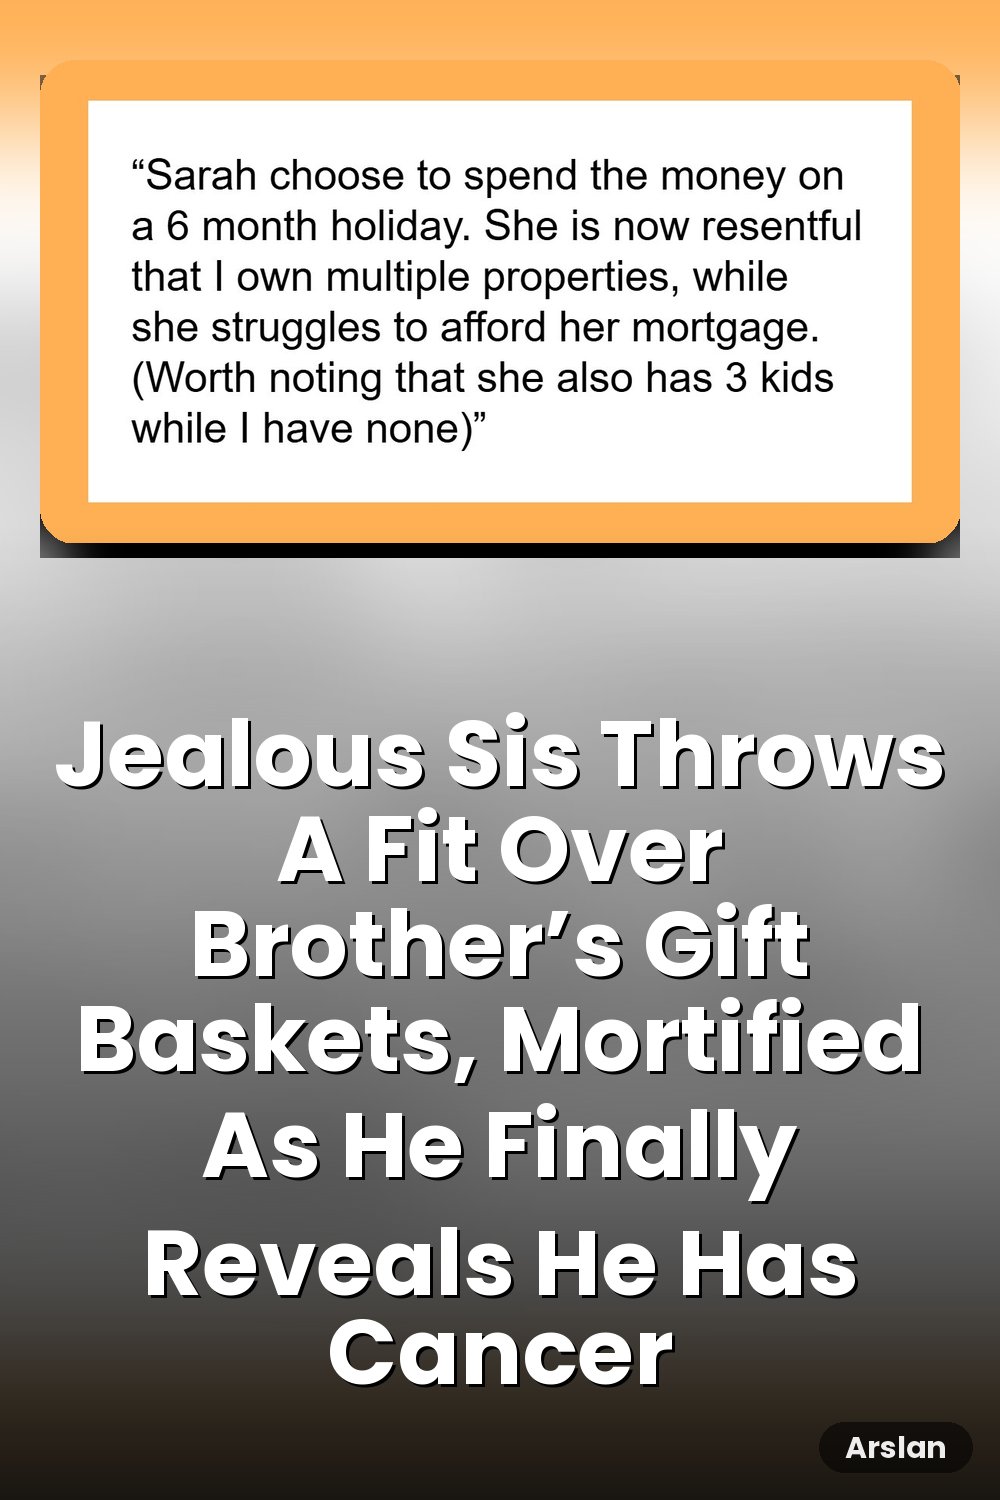 “Sarah choose to spend the money on
a 6 month holiday. She is now resentful
that I own multiple properties, while
she struggles to afford her mortgage.
(Worth noting that she also has 3 kids
while I have none)”
Jealous Sis Throws
A Fit Over
Brother’s Gift
Baskets, Mortified
As He Finally
Reveals He Has
Cancer
Arslan